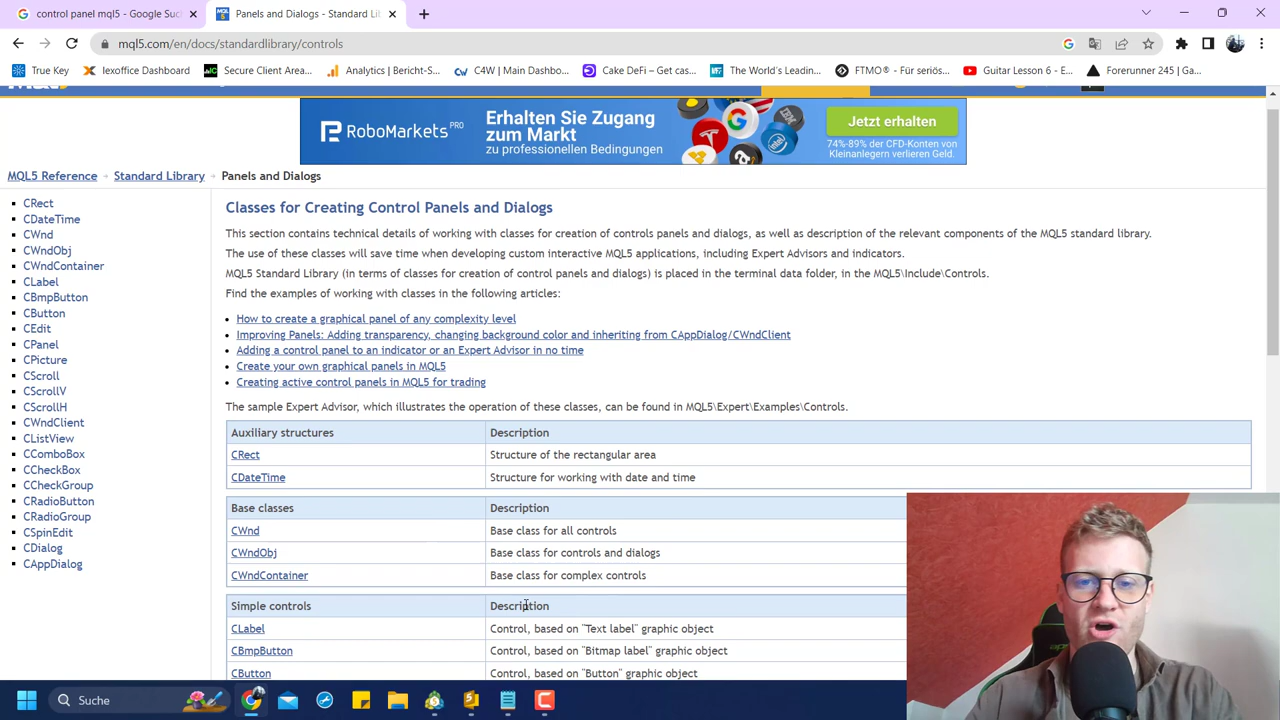 control panel mql5 - Google Suc
Panels and Dialogs - Standard Lib
mql5.com/en/docs/standardlibrary/controls
True Key
lexoffice Dashboard
Secure Client Area...
Analytics | Bericht-S...
C4W | Main Dashbo...
Cake DeFi – Get cas...
The World's Leadin...
FTMO® - Für seriös...
Guitar Lesson 6 - E...
Forerunner 245 | Ga...
RoboMarkets PRO
Erhalten Sie Zugang
zum Markt
zu professionellen Bedingungen
Jetzt erhalten
74%-89% der CFD-Konten von
Kleinanlegern verlieren Geld.
MQL5 Reference
Standard Library
Panels and Dialogs
CRect
CDateTime
CWnd
CWndObj
CWndContainer
CLabel
CBmpButton
CButton
CEdit
CPanel
CPicture
CScroll
CScrollV
CScrollH
CWndClient
CListView
CComboBox
CCheckBox
CCheckGroup
CRadioButton
CRadioGroup
CSpinEdit
CDialog
CAppDialog
Classes for Creating Control Panels and Dialogs
This section contains technical details of working with classes for creation of controls panels and dialogs, as well as description of the relevant components of the MQL5 standard library.
The use of these classes will save time when developing custom interactive MQL5 applications, including Expert Advisors and indicators.
MQL5 Standard Library (in terms of classes for creation of control panels and dialogs) is placed in the terminal data folder, in the MQL5\Include\Controls.
Find the examples of working with classes in the following articles:
How to create a graphical panel of any complexity level
Improving Panels: Adding transparency, changing background color and inheriting from CAppDialog/CWndClient
Adding a control panel to an indicator or an Expert Advisor in no time
Create your own graphical panels in MQL5
Creating active control panels in MQL5 for trading
The sample Expert Advisor, which illustrates the operation of these classes, can be found in MQL5\Expert\Examples\Controls.
Auxiliary structures Description
CRect Structure of the rectangular area
CDateTime Structure for working with date and time
Base classes Description
CWnd Base class for all controls
CWndObj Base class for controls and dialogs
CWndContainer Base class for complex controls
Simple controls Description
CLabel Control, based on "Text label" graphic object
CBmpButton Control, based on "Bitmap label" graphic object
CButton Control, based on "Button" graphic object
Suche